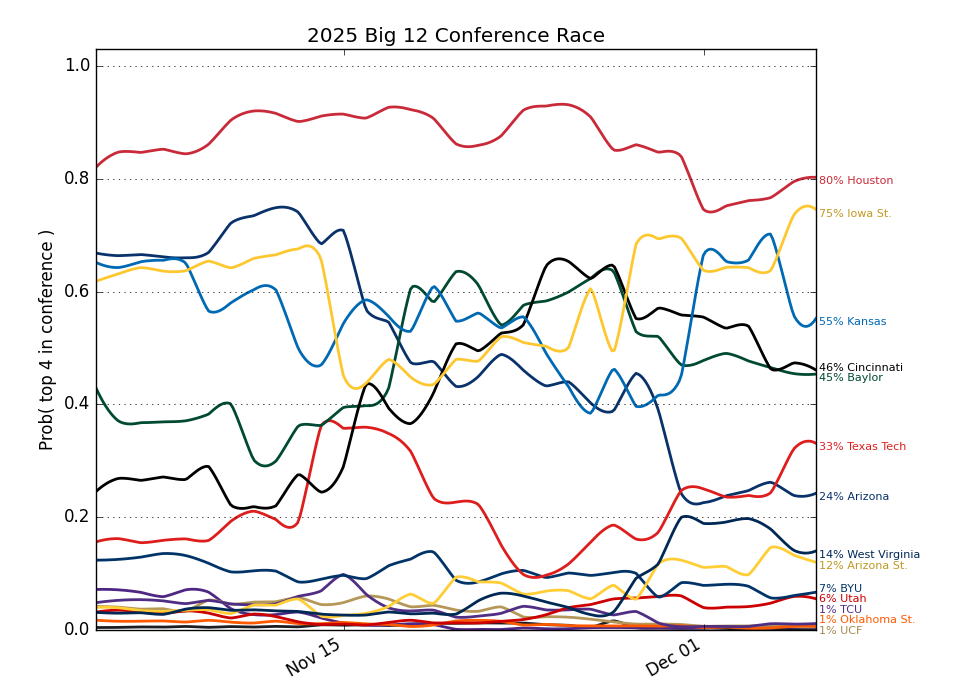 2025 Big 12 Conference Race
Prob( top 4 in conference )
1.0
0.8
0.6
0.4
0.2
0.0
Nov 15
Dec 01
80% Houston
75% Iowa St.
55% Kansas
46% Cincinnati
45% Baylor
33% Texas Tech
24% Arizona
14% West Virginia
12% Arizona St.
7% BYU
6% Utah
1% TCU
1% Oklahoma St.
1% UCF